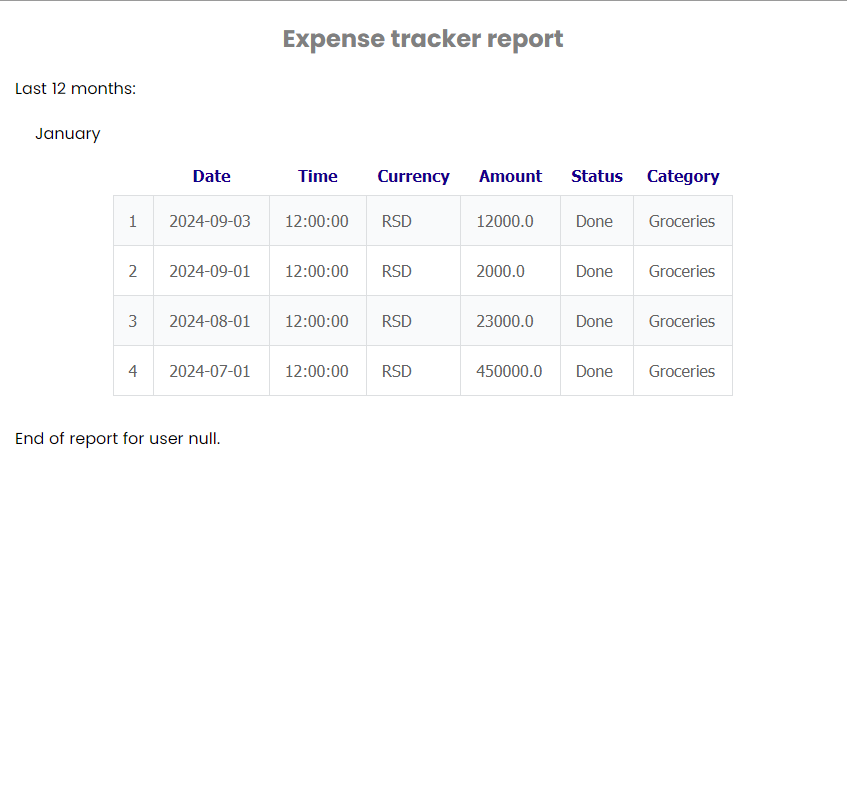 Expense tracker report
Last 12 months:
January
Date Time Currency Amount Status Category
1 2024-09-03 12:00:00 RSD 12000.0 Done Groceries
2 2024-09-01 12:00:00 RSD 2000.0 Done Groceries
3 2024-08-01 12:00:00 RSD 23000.0 Done Groceries
4 2024-07-01 12:00:00 RSD 450000.0 Done Groceries
End of report for user null.